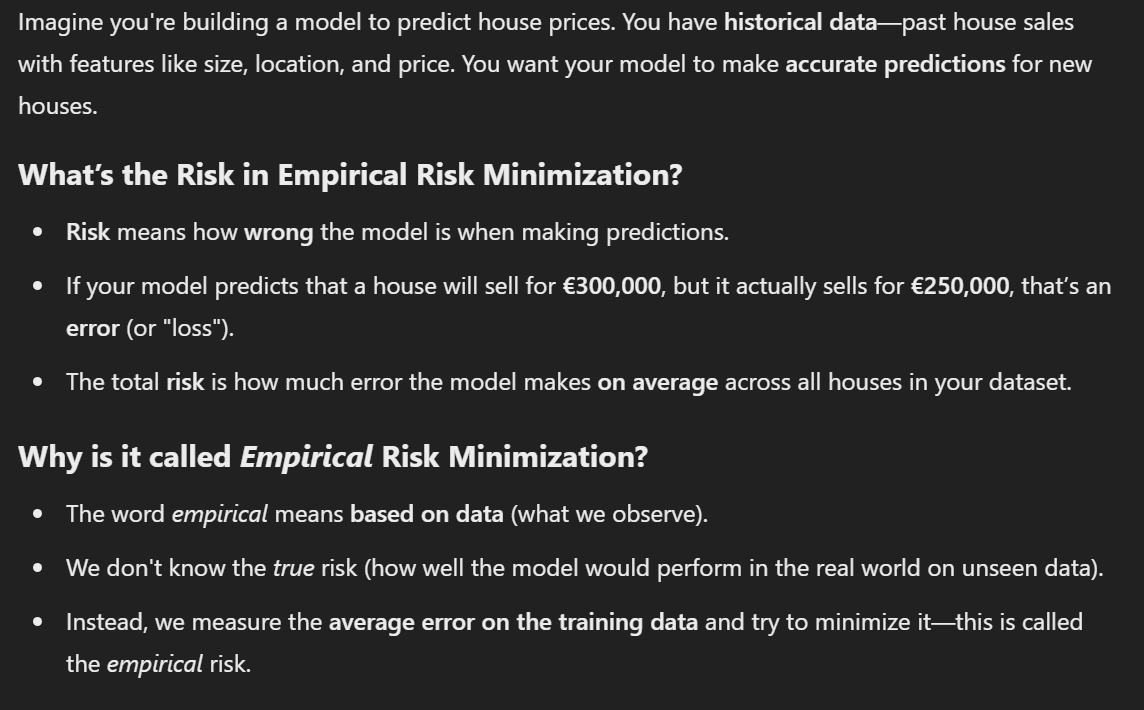 Imagine you're building a model to predict house prices. You have historical data—past house sales
with features like size, location, and price. You want your model to make accurate predictions for new
houses.
What’s the Risk in Empirical Risk Minimization?
• Risk means how wrong the model is when making predictions.
• If your model predicts that a house will sell for €300,000, but it actually sells for €250,000, that’s an
error (or "loss").
• The total risk is how much error the model makes on average across all houses in your dataset.
Why is it called Empirical Risk Minimization?
• The word empirical means based on data (what we observe).
• We don't know the true risk (how well the model would perform in the real world on unseen data).
• Instead, we measure the average error on the training data and try to minimize it—this is called
the empirical risk.